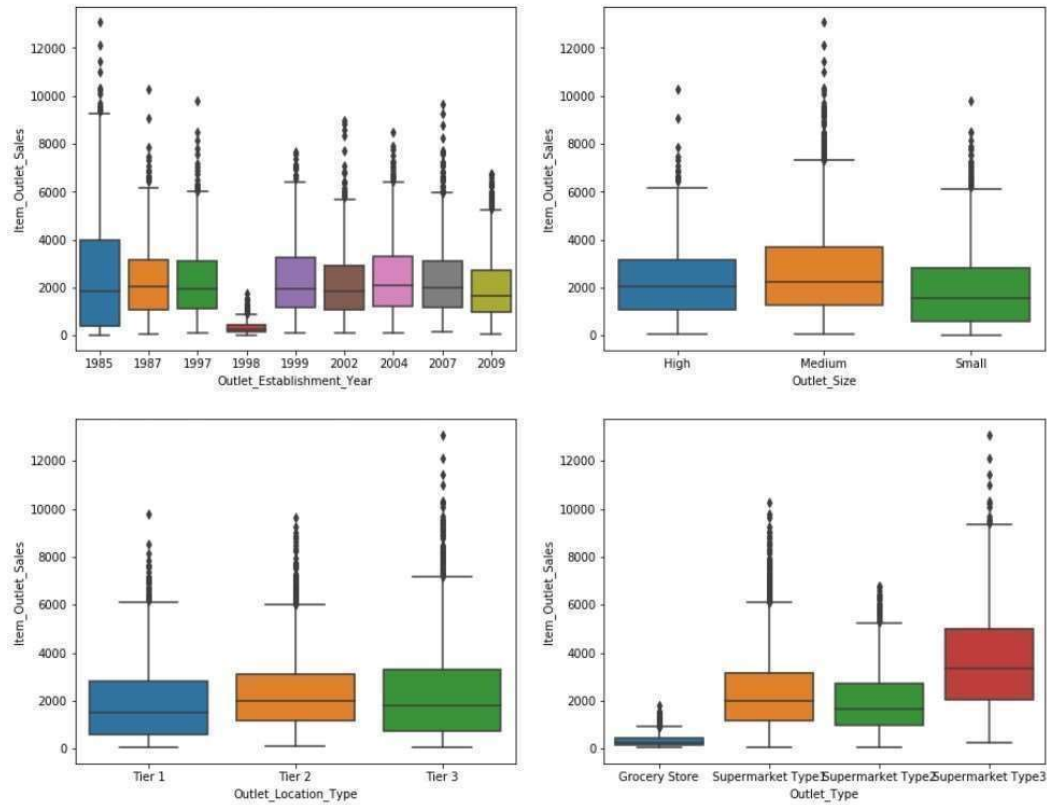 12000
10000
8000
6000
4000
2000
0
Item_Outlet_Sales
1985 1987 1997 1998 1999 2002 2004 2007 2009
Outlet_Establishment_Year
12000
10000
8000
6000
4000
2000
0
Item_Outlet_Sales
High Medium Small
Outlet_Size
12000
10000
8000
6000
4000
2000
0
Item_Outlet_Sales
Tier 1 Tier 2 Tier 3
Outlet_Location_Type
12000
10000
8000
6000
4000
2000
0
Item_Outlet_Sales
Grocery Store Supermarket Type1 Supermarket Type2 Supermarket Type3
Outlet_Type